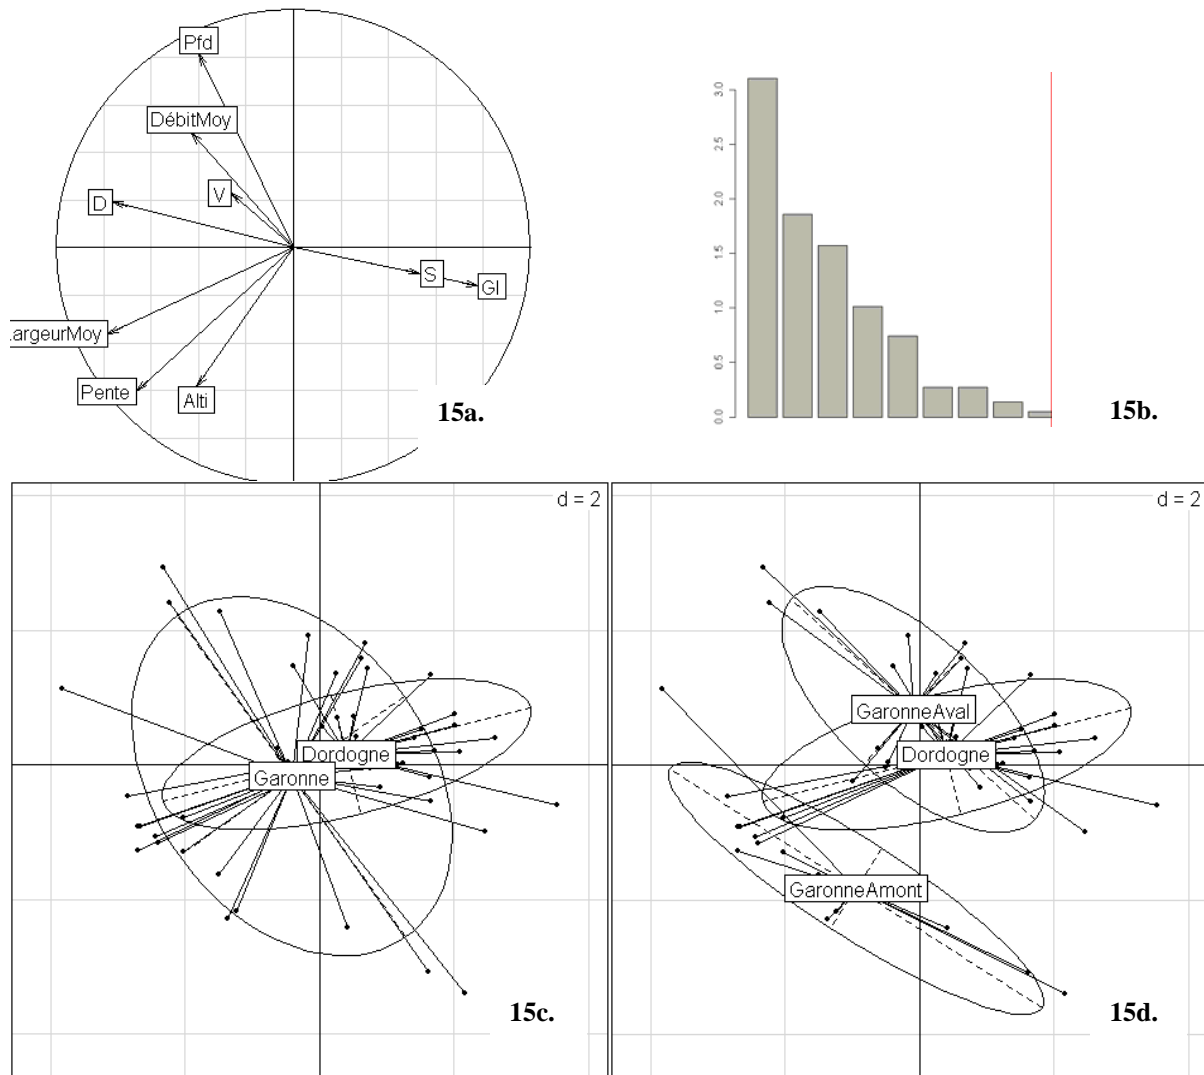 Pfd
DébitMoy
V
D
S
GI
.argeurMoy
Pente
Alti
15a.
3.0
2.5
2.0
1.5
1.0
0.5
0.0
15b.
d = 2
Dordogne
Garonne
15c.
d = 2
GaronneAval
Dordogne
GaronneAmont
15d.